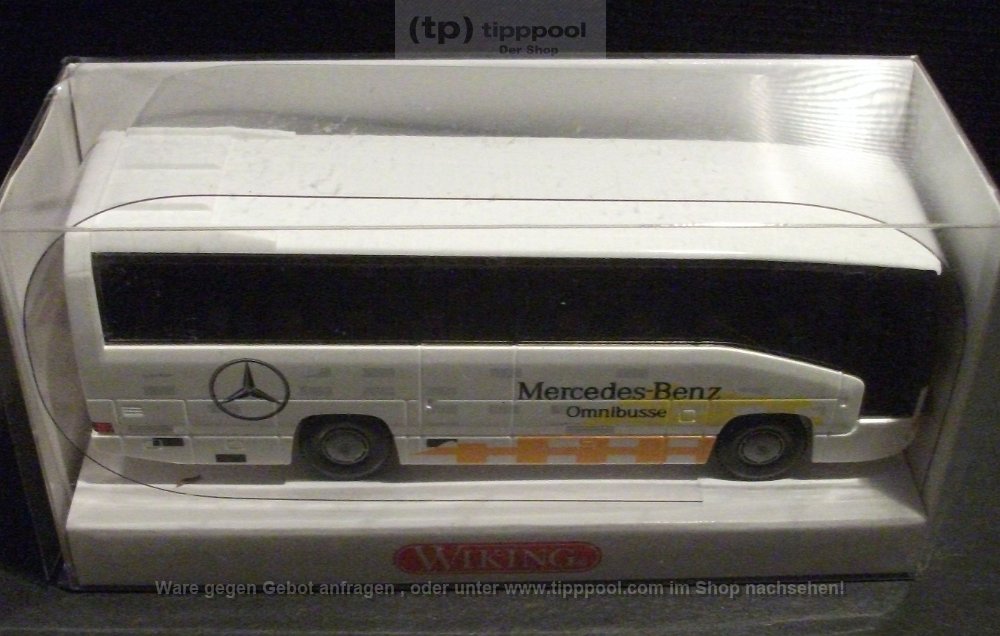 (tp) tipppool
Der Shop
Mercedes-Benz
Omnibusse
WIKING
Ware gegen Gebot anfragen , oder unter www.tipppool.com im Shop nachsehen!